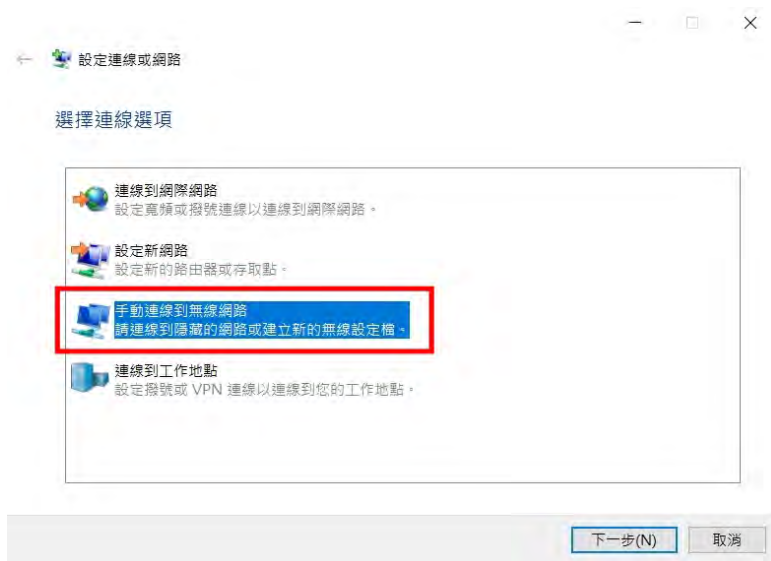 設定連線或網路
選擇連線選項
連線到網際網路
設定寬頻或撥號連線以連線到網際網路。
設定新網路
設定新的路由器或存取點。
手動連線到無線網路
請連線到隱藏的網路或建立新的無線設定檔。
連線到工作地點
設定撥號或 VPN 連線以連線到您的工作地點。
下一步(N)
取消